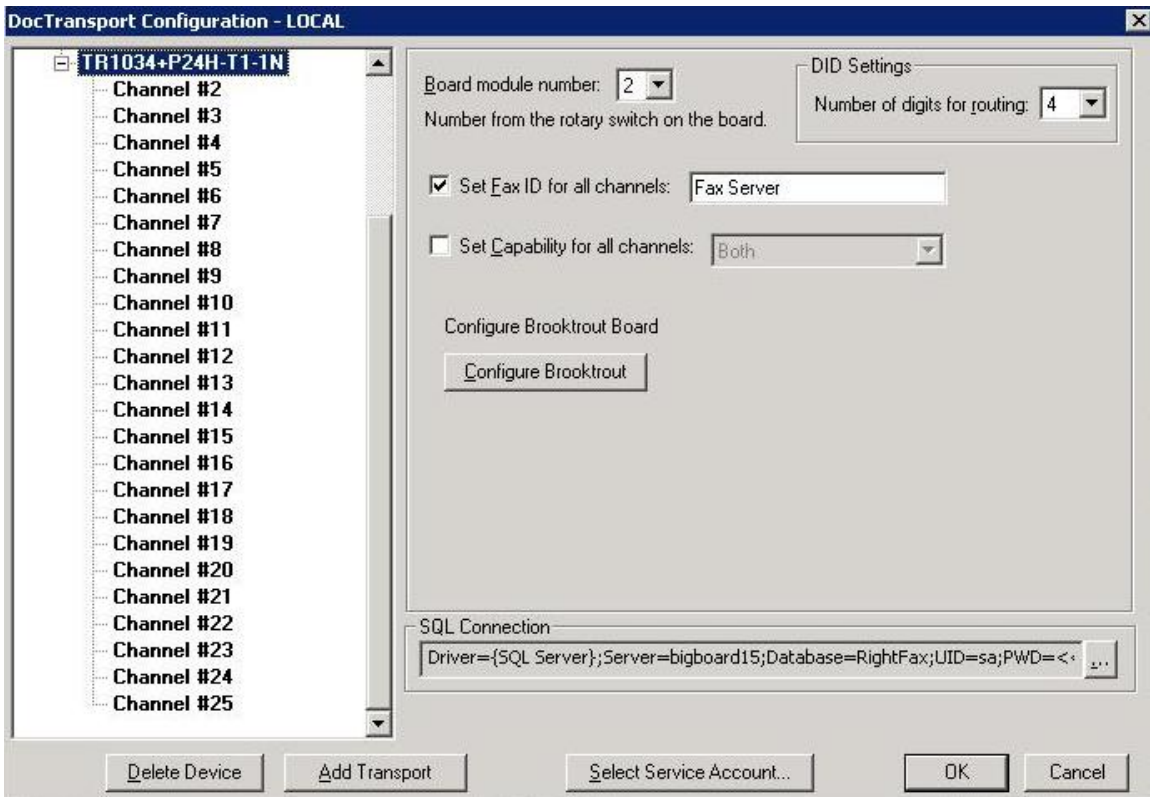 DocTransport Configuration - LOCAL
TR1034+P24H-T1-1N
Channel #2
Channel #3
Channel #4
Channel #5
Channel #6
Channel #7
Channel #8
Channel #9
Channel #10
Channel #11
Channel #12
Channel #13
Channel #14
Channel #15
Channel #16
Channel #17
Channel #18
Channel #19
Channel #20
Channel #21
Channel #22
Channel #23
Channel #24
Channel #25
Board module number: 2
Number from the rotary switch on the board.
DID Settings
Number of digits for routing: 4
Set Fax ID for all channels: Fax Server
Set Capability for all channels: Both
Configure Brooktrout Board
Configure Brooktrout
SQL Connection
Driver={SQL Server};Server=bigboard15;Database=RightFax;UID=sa;PWD=<< ...
Delete Device
Add Transport
Select Service Account...
OK
Cancel